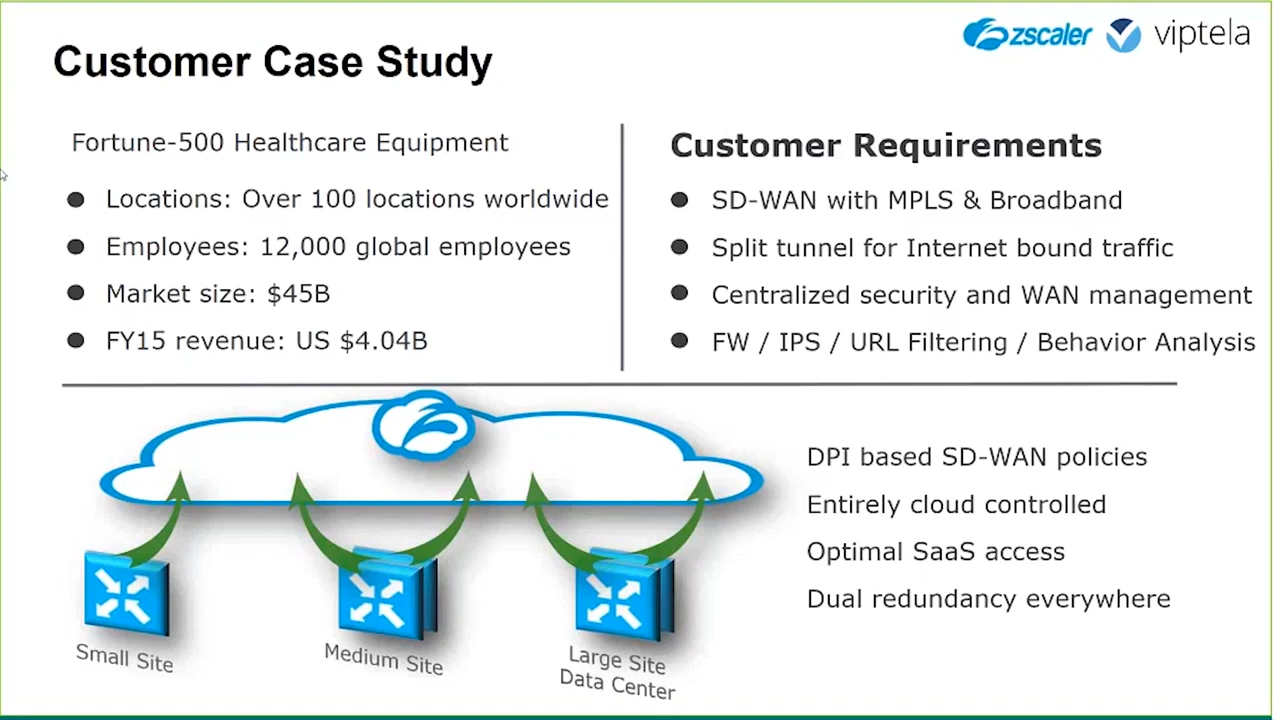 Customer Case Study
zscaler
viptela
Fortune-500 Healthcare Equipment
Locations: Over 100 locations worldwide
Employees: 12,000 global employees
Market size: $45B
FY15 revenue: US $4.04B
Customer Requirements
SD-WAN with MPLS & Broadband
Split tunnel for Internet bound traffic
Centralized security and WAN management
FW / IPS / URL Filtering / Behavior Analysis
DPI based SD-WAN policies
Entirely cloud controlled
Optimal SaaS access
Dual redundancy everywhere
Small Site
Medium Site
Large Site
Data Center